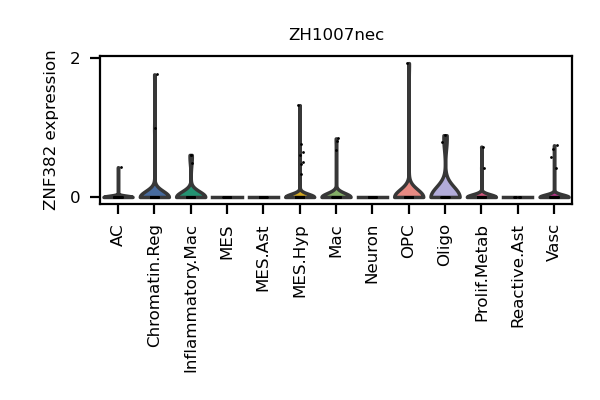 ZH1007nec
ZNF382 expression
2
0
AC
Chromatin.Reg
Inflammatory.Mac
MES
MES.Ast
MES.Hyp
Mac
Neuron
OPC
Oligo
Prolif.Metab
Reactive.Ast
Vasc